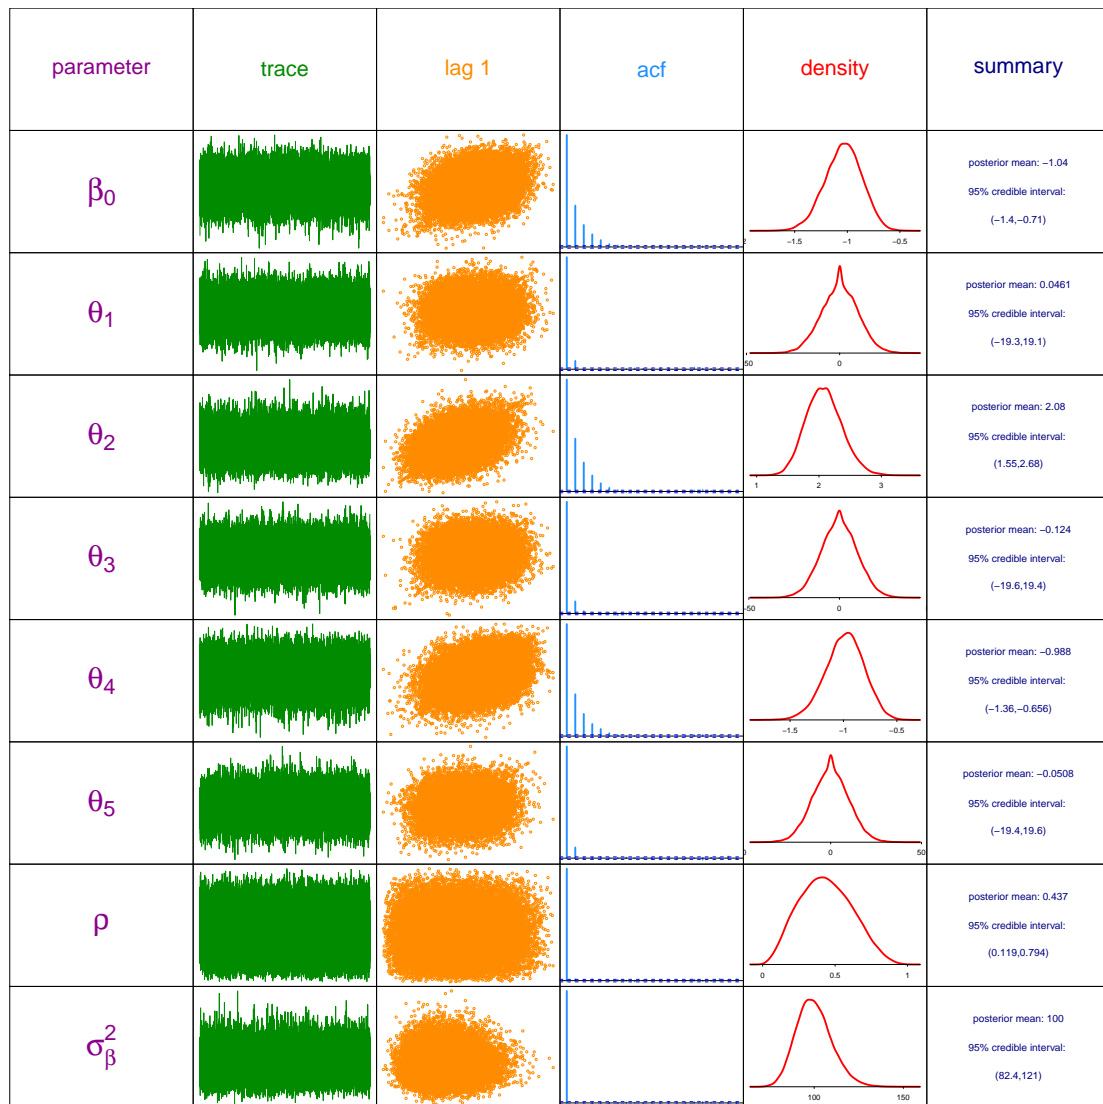 parameter trace lag 1 acf density summary
β0
2 −1.5 −1 −0.5
posterior mean: −1.04
95% credible interval:
(−1.4,−0.71)
θ1
50 0
posterior mean: 0.0461
95% credible interval:
(−19.3,19.1)
θ2
1 2 3
posterior mean: 2.08
95% credible interval:
(1.55,2.68)
θ3
−50 0
posterior mean: −0.124
95% credible interval:
(−19.6,19.4)
θ4
−1.5 −1 −0.5
posterior mean: −0.988
95% credible interval:
(−1.36,−0.656)
θ5
0 0 50
posterior mean: −0.0508
95% credible interval:
(−19.4,19.6)
ρ
0 0.5 1
posterior mean: 0.437
95% credible interval:
(0.119,0.794)
σ²β
100 150
posterior mean: 100
95% credible interval:
(82.4,121)